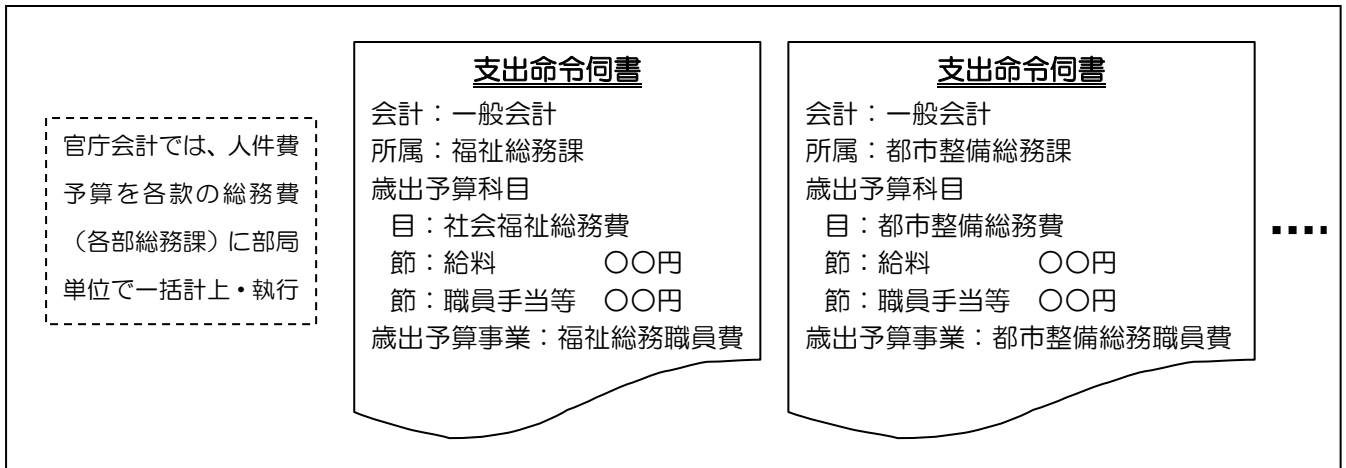 官庁会計では、人件費
予算を各款の総務費
（各部総務課）に部局
単位で一括計上・執行
支出命令伺書
会計：一般会計
所属：福祉総務課
歳出予算科目
目：社会福祉総務費
節：給料　〇〇円
節：職員手当等　〇〇円
歳出予算事業：福祉総務職員費
支出命令伺書
会計：一般会計
所属：都市整備総務課
歳出予算科目
目：都市整備総務費
節：給料　〇〇円
節：職員手当等　〇〇円
歳出予算事業：都市整備総務職員費
‥‥